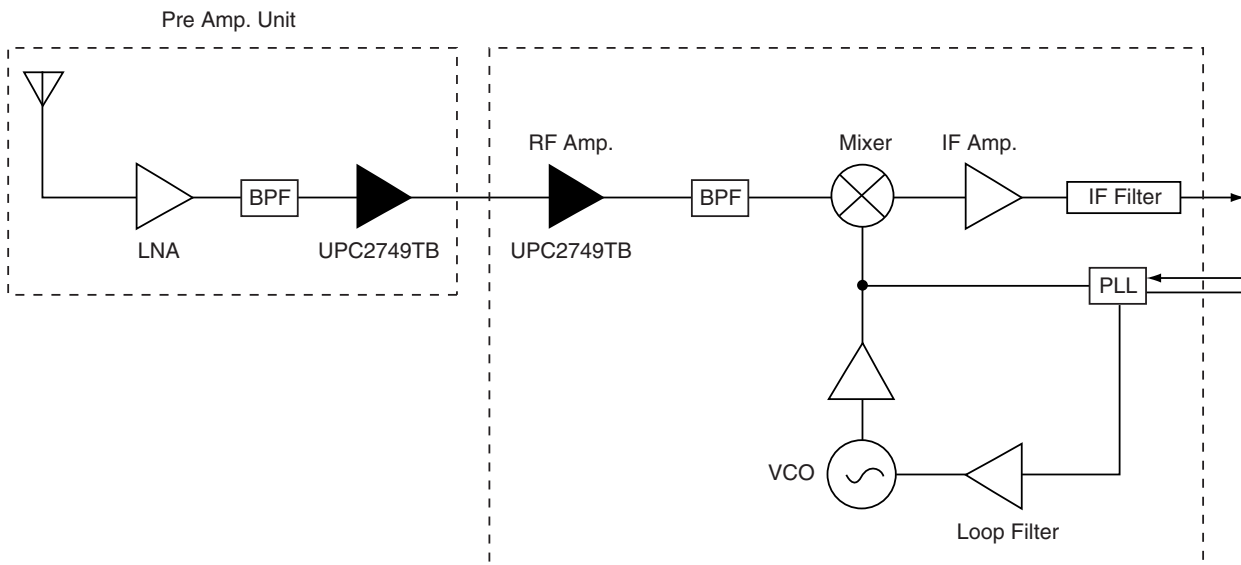 Pre Amp. Unit
RF Amp.
Mixer
IF Amp.
BPF
BPF
IF Filter
LNA
UPC2749TB
UPC2749TB
PLL
VCO
Loop Filter